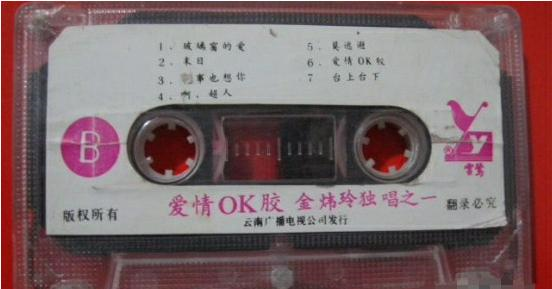 1、玻璃窗的爱
2、末日
3、 事也想你
4、啊、超人
5、莫逃避
6、爱情OK胶
7 台上台下
B
Y
版权所有
爱情OK胶 金炜玲独唱之一
翻录必究
云南广播电视公司发行